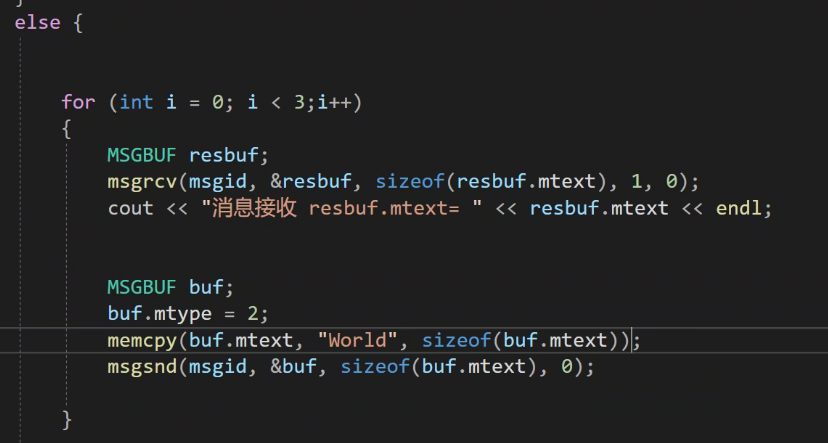 }
else {
for (int i = 0; i < 3;i++)
{
MSGBUF resbuf;
msgrcv(msgid, &resbuf, sizeof(resbuf.mtext), 1, 0);
cout << "消息接收 resbuf.mtext= " << resbuf.mtext << endl;
MSGBUF buf;
buf.mtype = 2;
memcpy(buf.mtext, "World", sizeof(buf.mtext));
msgsnd(msgid, &buf, sizeof(buf.mtext), 0);
}